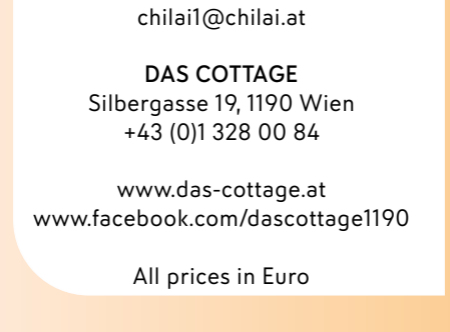 chilai1@chilai.at
DAS COTTAGE
Silbergasse 19, 1190 Wien
+43 (0)1 328 00 84
www.das-cottage.at
www.facebook.com/dascottage1190
All prices in Euro